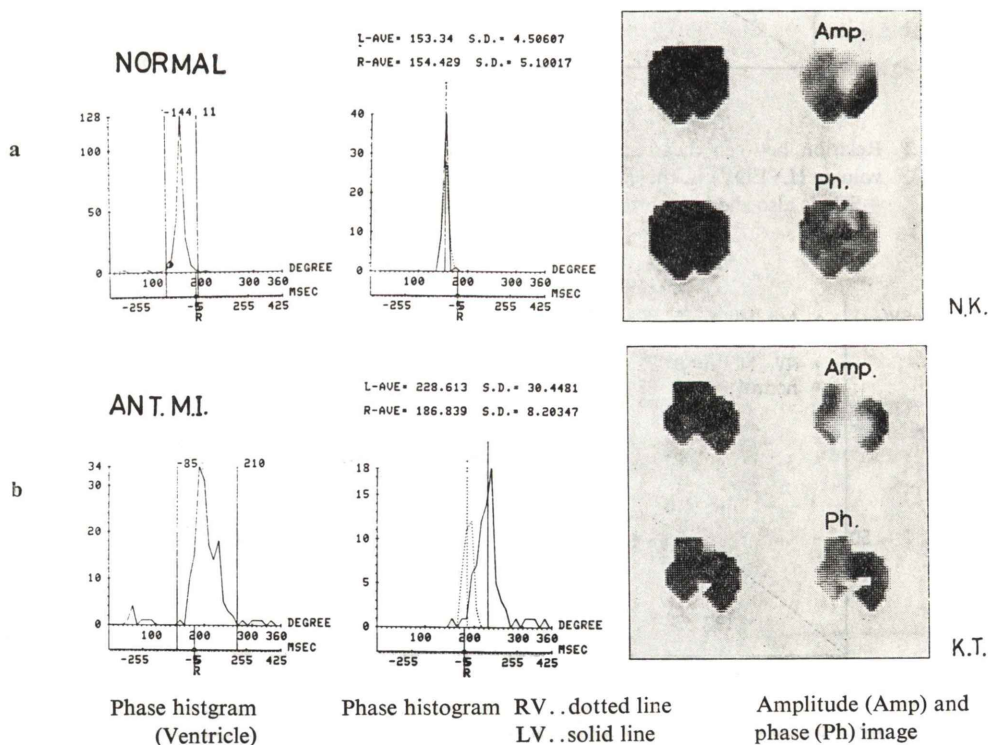 a
NORMAL
L-AVE= 153.34 S.D.= 4.50607
R-AVE= 154.429 S.D.= 5.10017
128
100
50
0
-144 11
100 200 300 360 DEGREE
-255 -5 255 425 MSEC
R
40
30
20
10
0
100 200 300 360 DEGREE
-255 -5 255 425 MSEC
R
Amp.
Ph.
N.K.
b
ANT. M.I.
L-AVE= 228.613 S.D.= 30.4481
R-AVE= 186.839 S.D.= 8.20347
34
30
20
10
0
-85 210
100 200 300 360 DEGREE
-255 -5 255 425 MSEC
R
18
15
10
5
0
100 200 300 360 DEGREE
-255 -5 255 425 MSEC
R
Amp.
Ph.
K.T.
Phase histgram
(Ventricle)
Phase histogram RV..dotted line
LV..solid line
Amplitude (Amp) and
phase (Ph) image